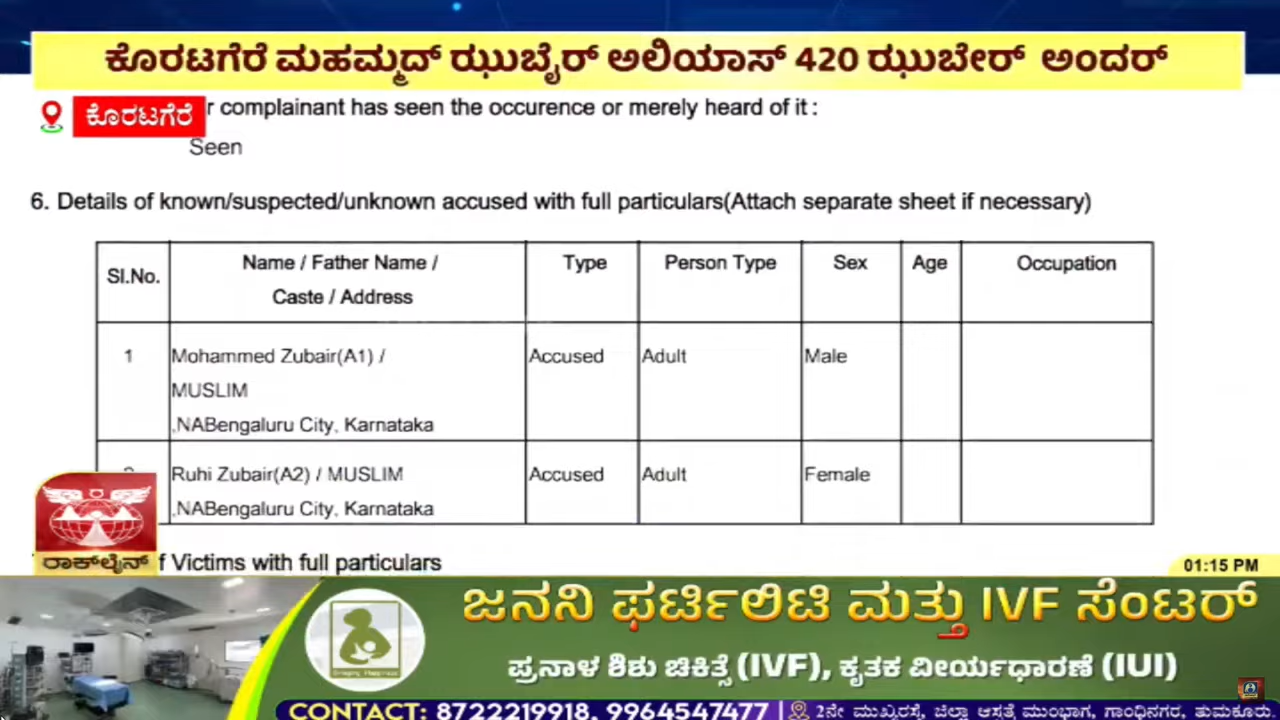 ಕೊರಟಗೆರೆ ಮಹಮ್ಮದ್ ಝುಬೈರ್ ಅಲಿಯಾಸ್ 420 ಝುಬೇರ್ ಅಂದರ್
ಕೊರಟಗೆರೆ
r complainant has seen the occurence or merely heard of it :
Seen
6. Details of known/suspected/unknown accused with full particulars(Attach separate sheet if necessary)
Sl.No. Name / Father Name / Caste / Address Type Person Type Sex Age Occupation
1 Mohammed Zubair(A1) / Accused Adult Male
MUSLIM
,NABengaluru City, Karnataka
Ruhi Zubair(A2) / MUSLIM Accused Adult Female
,NABengaluru City, Karnataka
ರಾಕ್‌ಲೈನ್
f Victims with full particulars
01:15 PM
ಜನನಿ ಫರ್ಟಿಲಿಟಿ ಮತ್ತು IVF ಸೆಂಟರ್
ಪ್ರನಾಳ ಶಿಶು ಚಿಕಿತ್ಸೆ (IVF), ಕೃತಕ ವೀರ್ಯಧಾರಣೆ (IUI)
CONTACT: 8722219918, 9964547477
2ನೇ ಮುಖ್ಯರಸ್ತೆ, ಜಿಲ್ಲಾ ಆಸ್ಪತ್ರೆ ಮುಂಭಾಗ, ಗಾಂಧಿನಗರ, ತುಮಕೂರು.